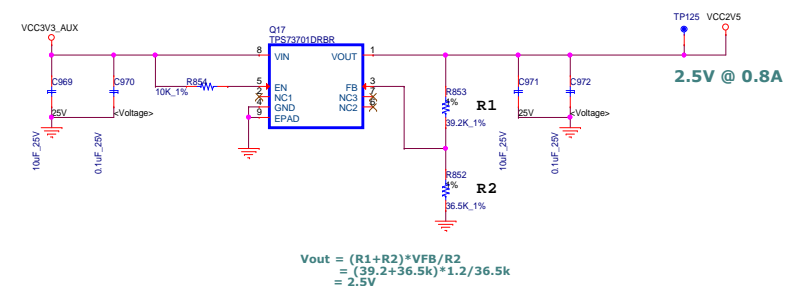 VCC3V3_AUX
Q17
TPS73701DRBR
TP125
VCC2V5
8
VIN
VOUT
1
2.5V @ 0.8A
C969
C970
R854
10K_1%
5
EN
FB
3
2
NC1
NC3
7
4
GND
NC2
6
9
EPAD
R853
1%
R1
39.2K_1%
C971
C972
25V
<Voltage>
25V
<Voltage>
10uF_25V
0.1uF_25V
0.1uF_25V
10uF_25V
R852
1%
R2
36.5K_1%
Vout = (R1+R2)*VFB/R2
= (39.2+36.5k)*1.2/36.5k
= 2.5V